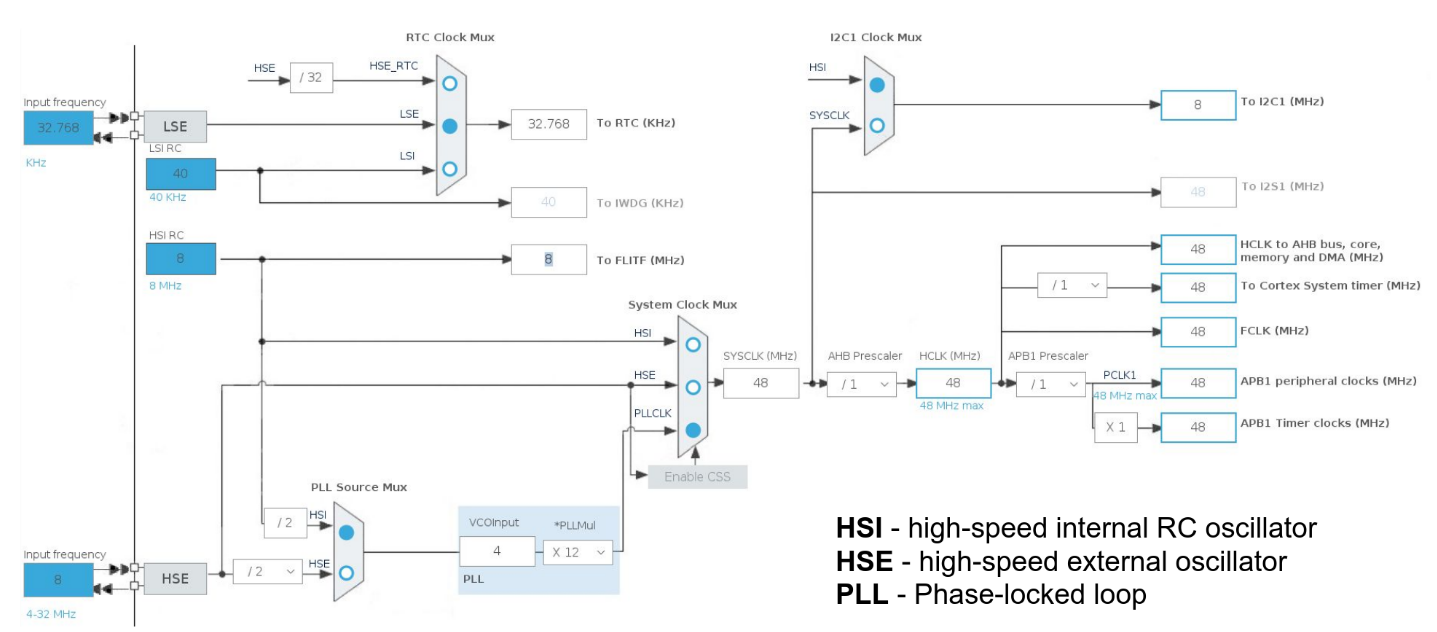 RTC Clock Mux
I2C1 Clock Mux
HSE
/ 32
HSE_RTC
HSI
Input frequency
32.768
KHz
LSE
LSE
32.768
To RTC (KHz)
SYSCLK
8
To I2C1 (MHz)
LSI RC
40
40 KHz
LSI
40
To IWDG (KHz)
48
To I2S1 (MHz)
HSI RC
8
8 MHz
8
To FLITF (MHz)
48
HCLK to AHB bus, core,
memory and DMA (MHz)
/ 1
48
To Cortex System timer (MHz)
System Clock Mux
HSI
48
FCLK (MHz)
HSE
SYSCLK (MHz)
48
AHB Prescaler
/ 1
HCLK (MHz)
48
48 MHz max
APB1 Prescaler
/ 1
PCLK1
48 MHz max
48
APB1 peripheral clocks (MHz)
PLLCLK
X 1
48
APB1 Timer clocks (MHz)
Enable CSS
PLL Source Mux
/ 2
HSI
VCOInput
4
*PLLMul
X 12
PLL
Input frequency
8
4-32 MHz
HSE
/ 2
HSE
HSI - high-speed internal RC oscillator
HSE - high-speed external oscillator
PLL - Phase-locked loop